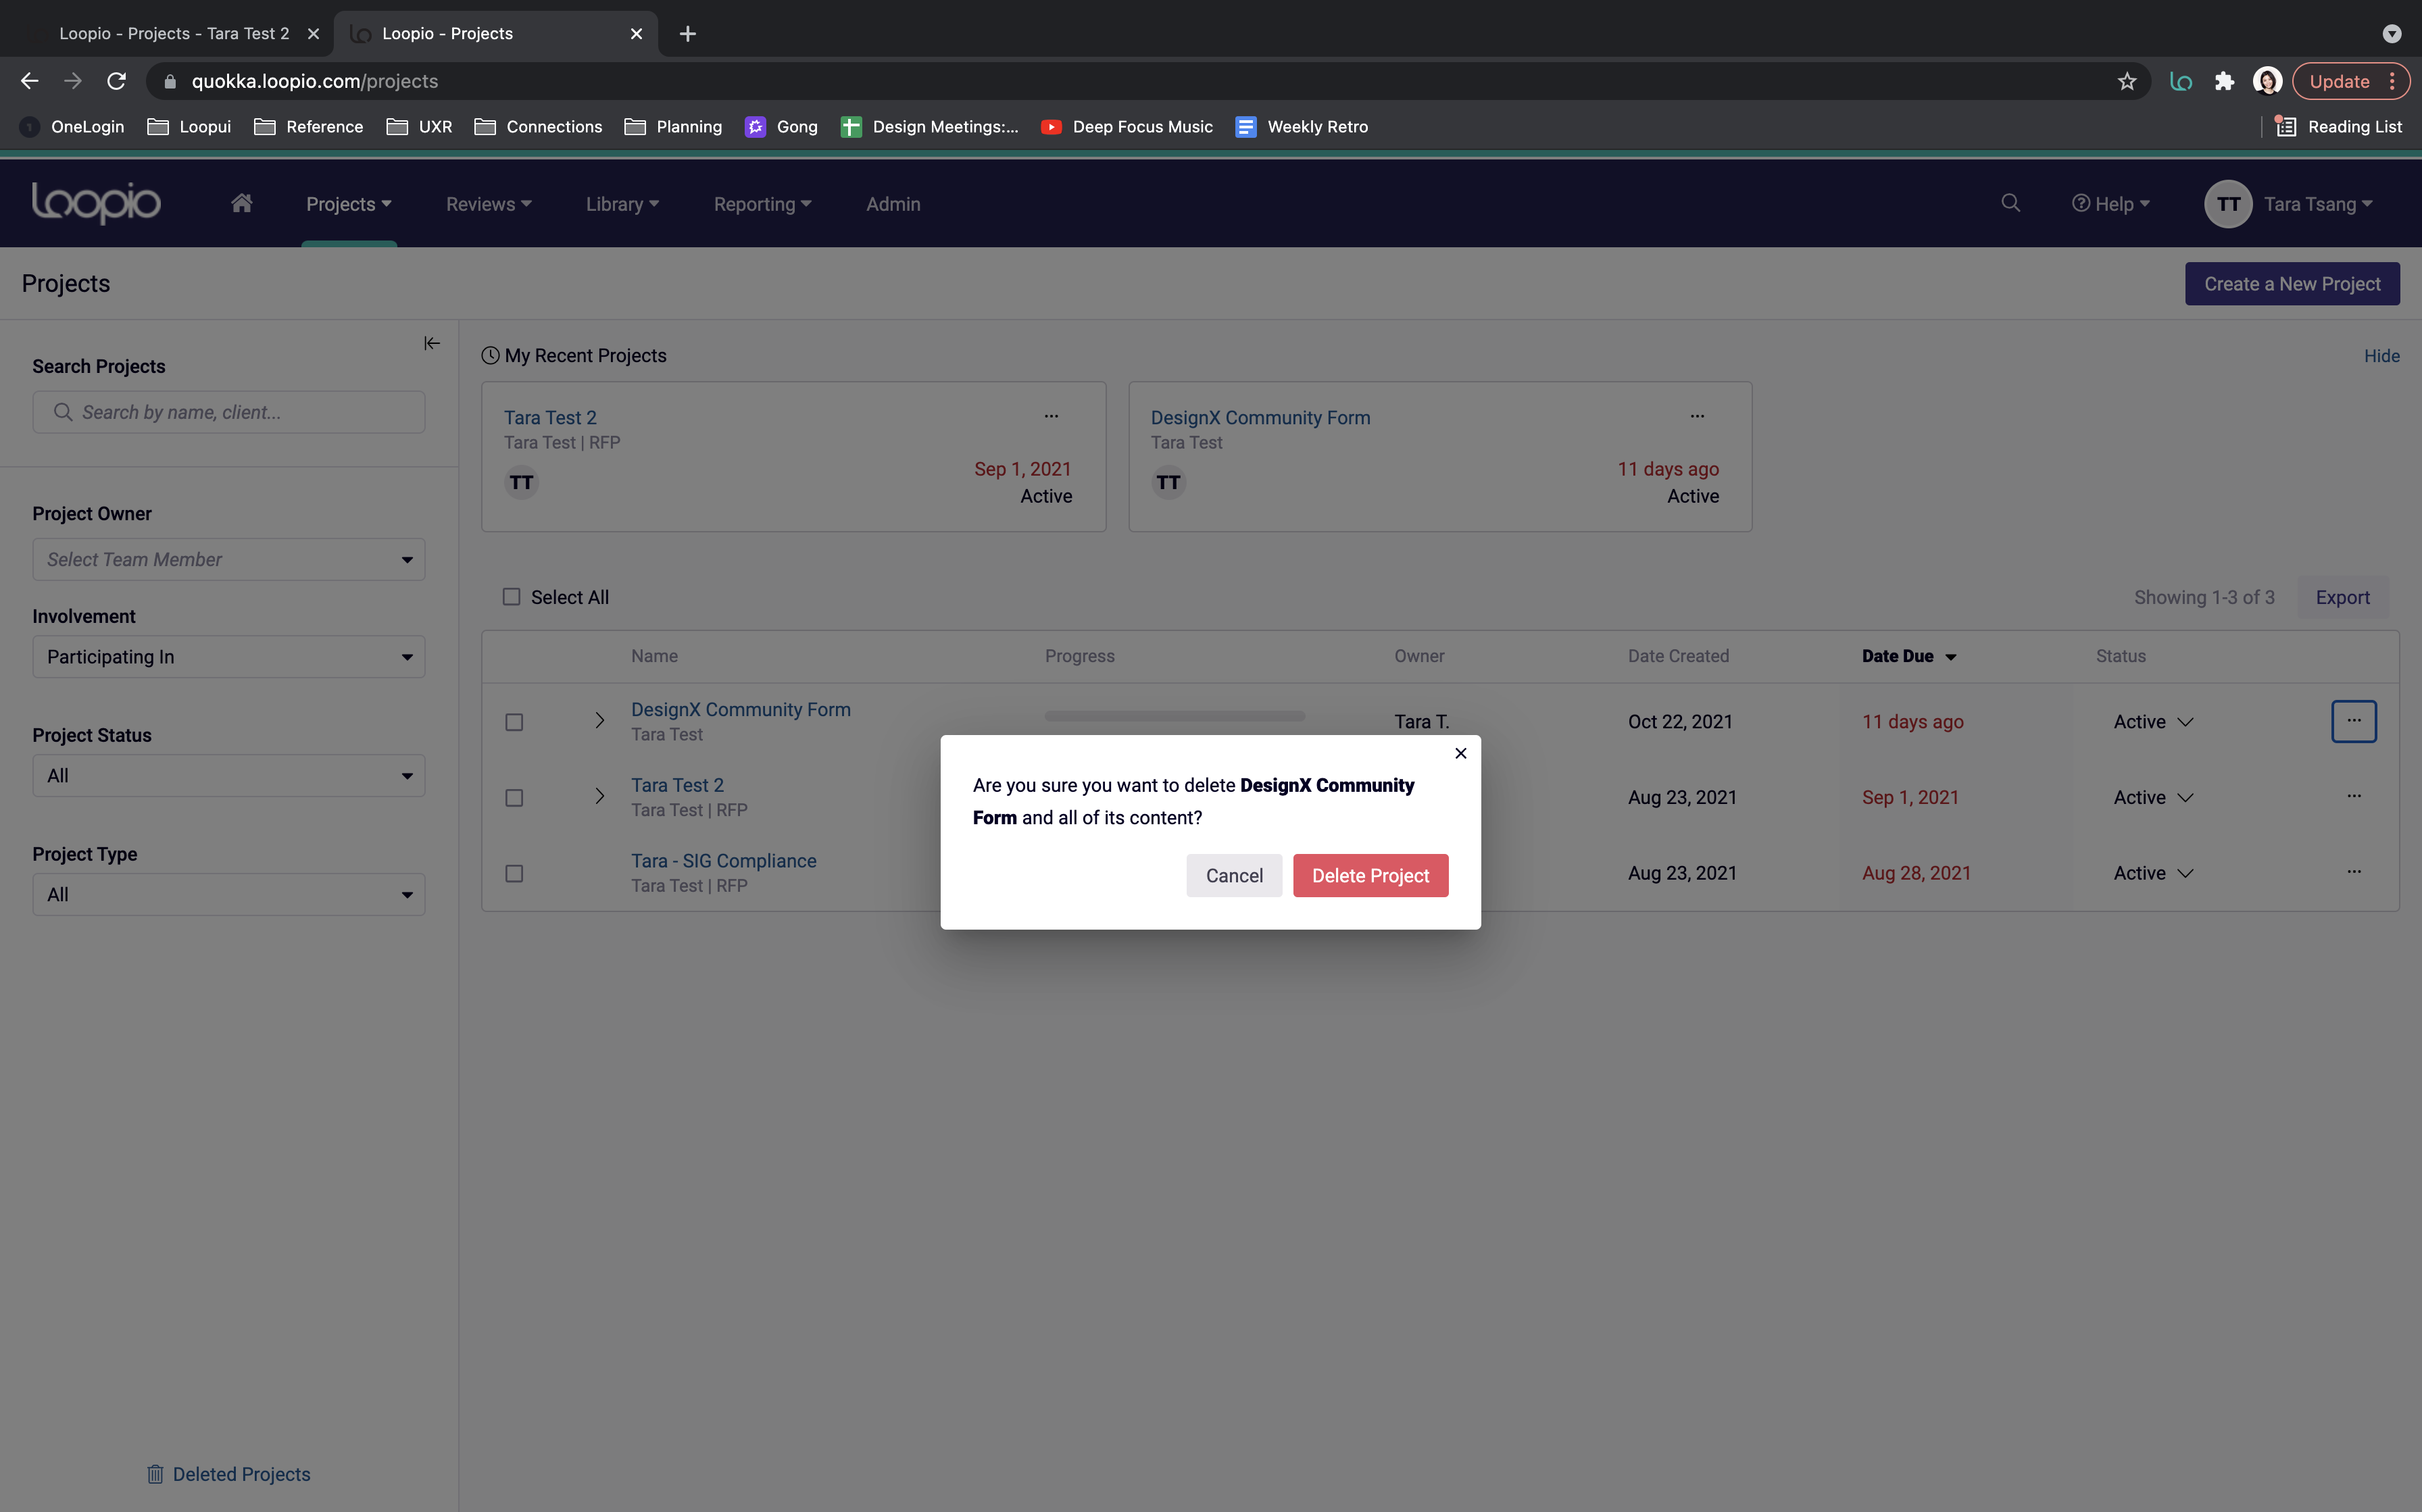 Loopio - Projects - Tara Test 2
Loopio - Projects
quokka.loopio.com/projects
Update
OneLogin
Loopui
Reference
UXR
Connections
Planning
Gong
Design Meetings:...
Deep Focus Music
Weekly Retro
Reading List
Loopio
Projects
Reviews
Library
Reporting
Admin
Help
TT
Tara Tsang
Projects
Create a New Project
Search Projects
Search by name, client...
Project Owner
Select Team Member
Involvement
Participating In
Project Status
All
Project Type
All
Deleted Projects
My Recent Projects
Hide
Tara Test 2
...
Tara Test | RFP
TT
Sep 1, 2021
Active
DesignX Community Form
...
Tara Test
TT
11 days ago
Active
Select All
Showing 1-3 of 3
Export
Name Progress Owner Date Created Date Due Status
DesignX Community Form
Tara Test
Tara T.
Oct 22, 2021
11 days ago
Active
...
Tara Test 2
Tara Test | RFP
Aug 23, 2021
Sep 1, 2021
Active
...
Tara - SIG Compliance
Tara Test | RFP
Aug 23, 2021
Aug 28, 2021
Active
...
Are you sure you want to delete DesignX Community
Form and all of its content?
Cancel
Delete Project